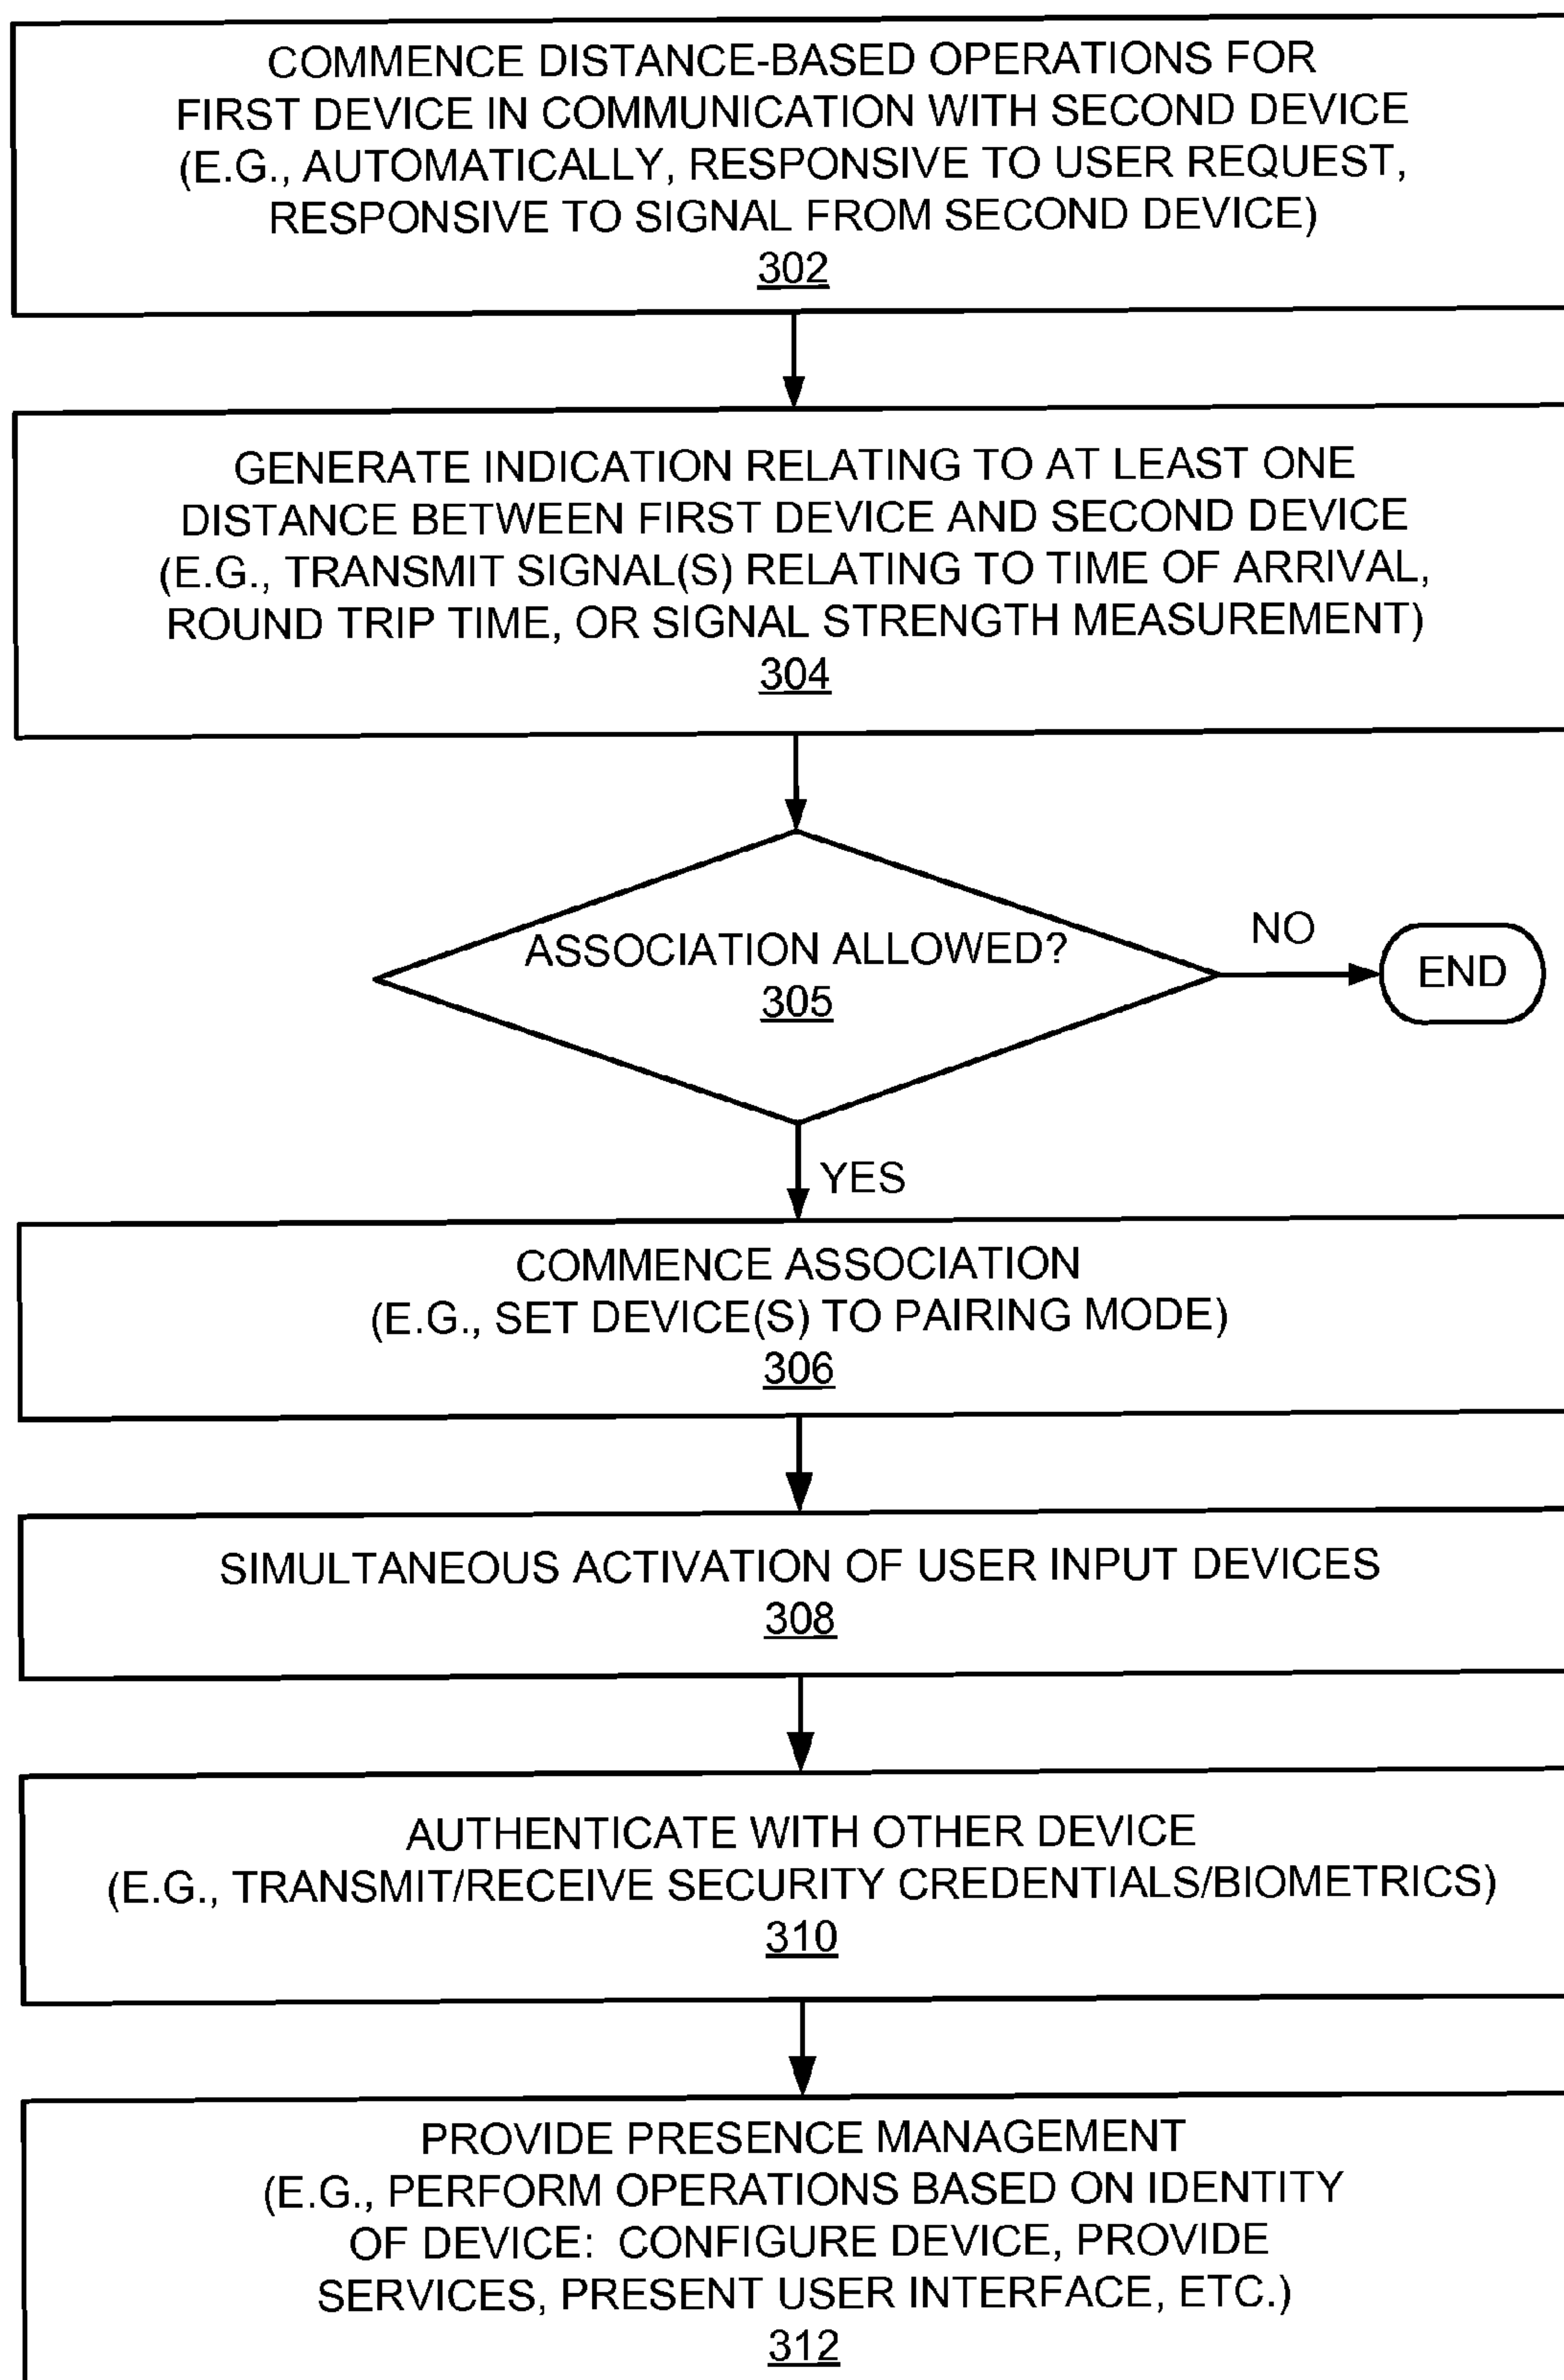 COMMENCE DISTANCE-BASED OPERATIONS FOR
FIRST DEVICE IN COMMUNICATION WITH SECOND DEVICE
(E.G., AUTOMATICALLY, RESPONSIVE TO USER REQUEST,
RESPONSIVE TO SIGNAL FROM SECOND DEVICE)
302
GENERATE INDICATION RELATING TO AT LEAST ONE
DISTANCE BETWEEN FIRST DEVICE AND SECOND DEVICE
(E.G., TRANSMIT SIGNAL(S) RELATING TO TIME OF ARRIVAL,
ROUND TRIP TIME, OR SIGNAL STRENGTH MEASUREMENT)
304
ASSOCIATION ALLOWED?
305
NO
END
YES
COMMENCE ASSOCIATION
(E.G., SET DEVICE(S) TO PAIRING MODE)
306
SIMULTANEOUS ACTIVATION OF USER INPUT DEVICES
308
AUTHENTICATE WITH OTHER DEVICE
(E.G., TRANSMIT/RECEIVE SECURITY CREDENTIALS/BIOMETRICS)
310
PROVIDE PRESENCE MANAGEMENT
(E.G., PERFORM OPERATIONS BASED ON IDENTITY
OF DEVICE: CONFIGURE DEVICE, PROVIDE
SERVICES, PRESENT USER INTERFACE, ETC.)
312